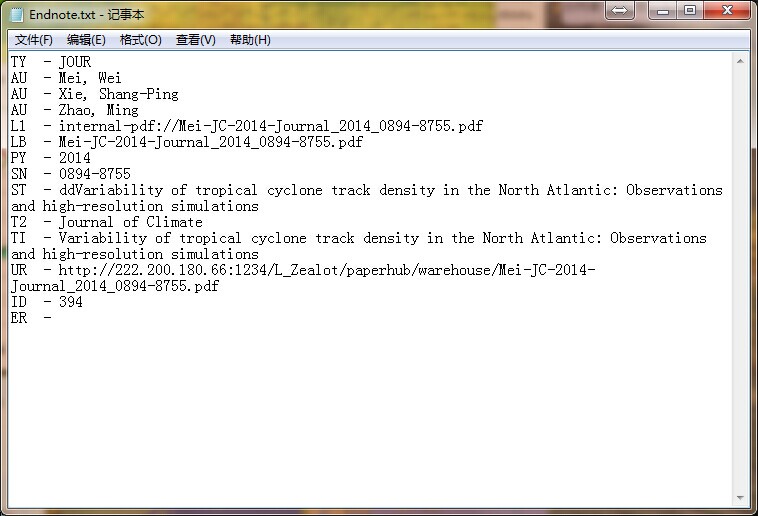 Endnote.txt - 记事本
文件(F) 编辑(E) 格式(O) 查看(V) 帮助(H)
TY  - JOUR
AU  - Mei, Wei
AU  - Xie, Shang-Ping
AU  - Zhao, Ming
L1  - internal-pdf://Mei-JC-2014-Journal_2014_0894-8755.pdf
LB  - Mei-JC-2014-Journal_2014_0894-8755.pdf
PY  - 2014
SN  - 0894-8755
ST  - ddVariability of tropical cyclone track density in the North Atlantic: Observations
and high-resolution simulations
T2  - Journal of Climate
TI  - Variability of tropical cyclone track density in the North Atlantic: Observations
and high-resolution simulations
UR  - http://222.200.180.66:1234/L_Zealot/paperhub/warehouse/Mei-JC-2014-
Journal_2014_0894-8755.pdf
ID  - 394
ER  -